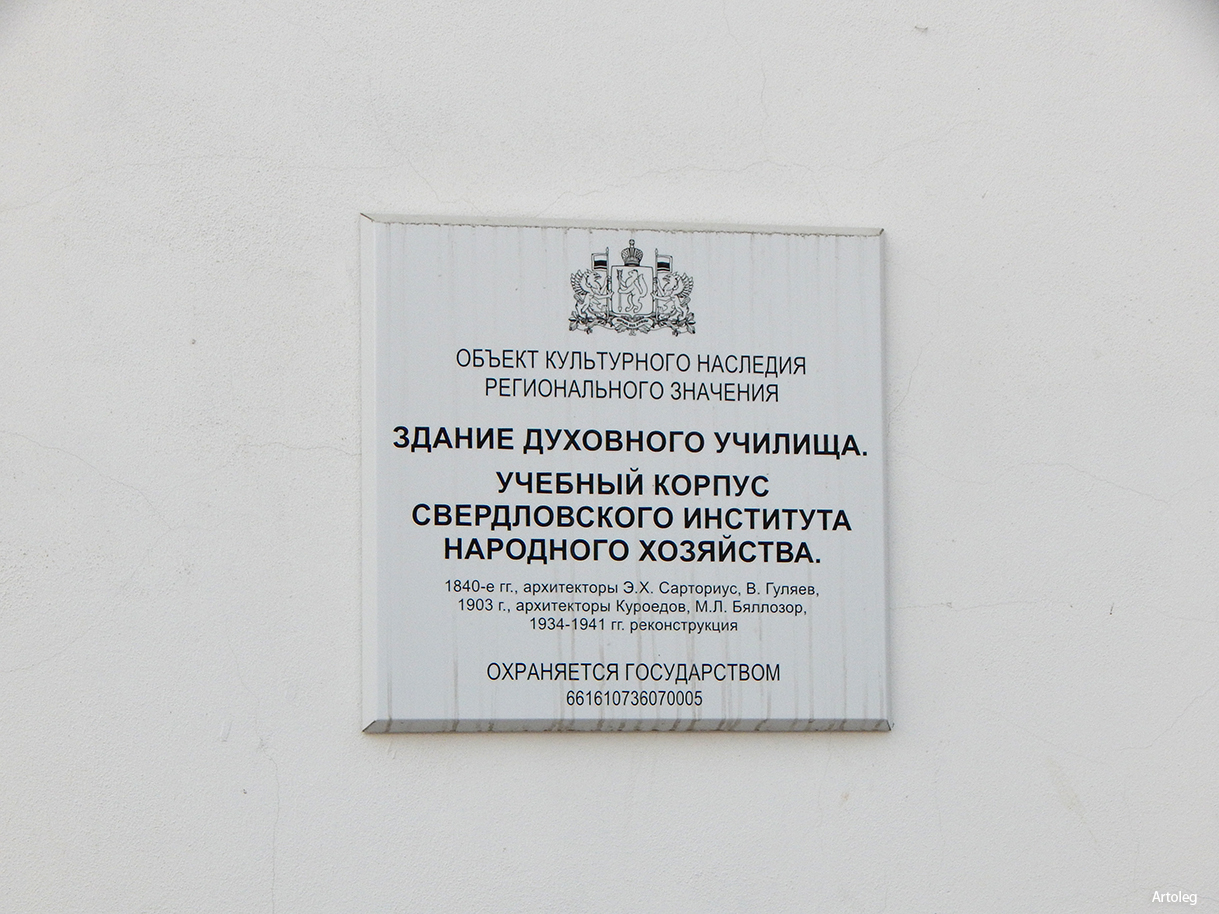 ОБЪЕКТ КУЛЬТУРНОГО НАСЛЕДИЯ
РЕГИОНАЛЬНОГО ЗНАЧЕНИЯ
ЗДАНИЕ ДУХОВНОГО УЧИЛИЩА.
УЧЕБНЫЙ КОРПУС
СВЕРДЛОВСКОГО ИНСТИТУТА
НАРОДНОГО ХОЗЯЙСТВА.
1840-е гг., архитекторы Э.Х. Сарториус, В. Гуляев,
1903 г., архитекторы Куроедов, М.Л. Бяллозор,
1934-1941 гг. реконструкция
ОХРАНЯЕТСЯ ГОСУДАРСТВОМ
661610736070005
Artoleg